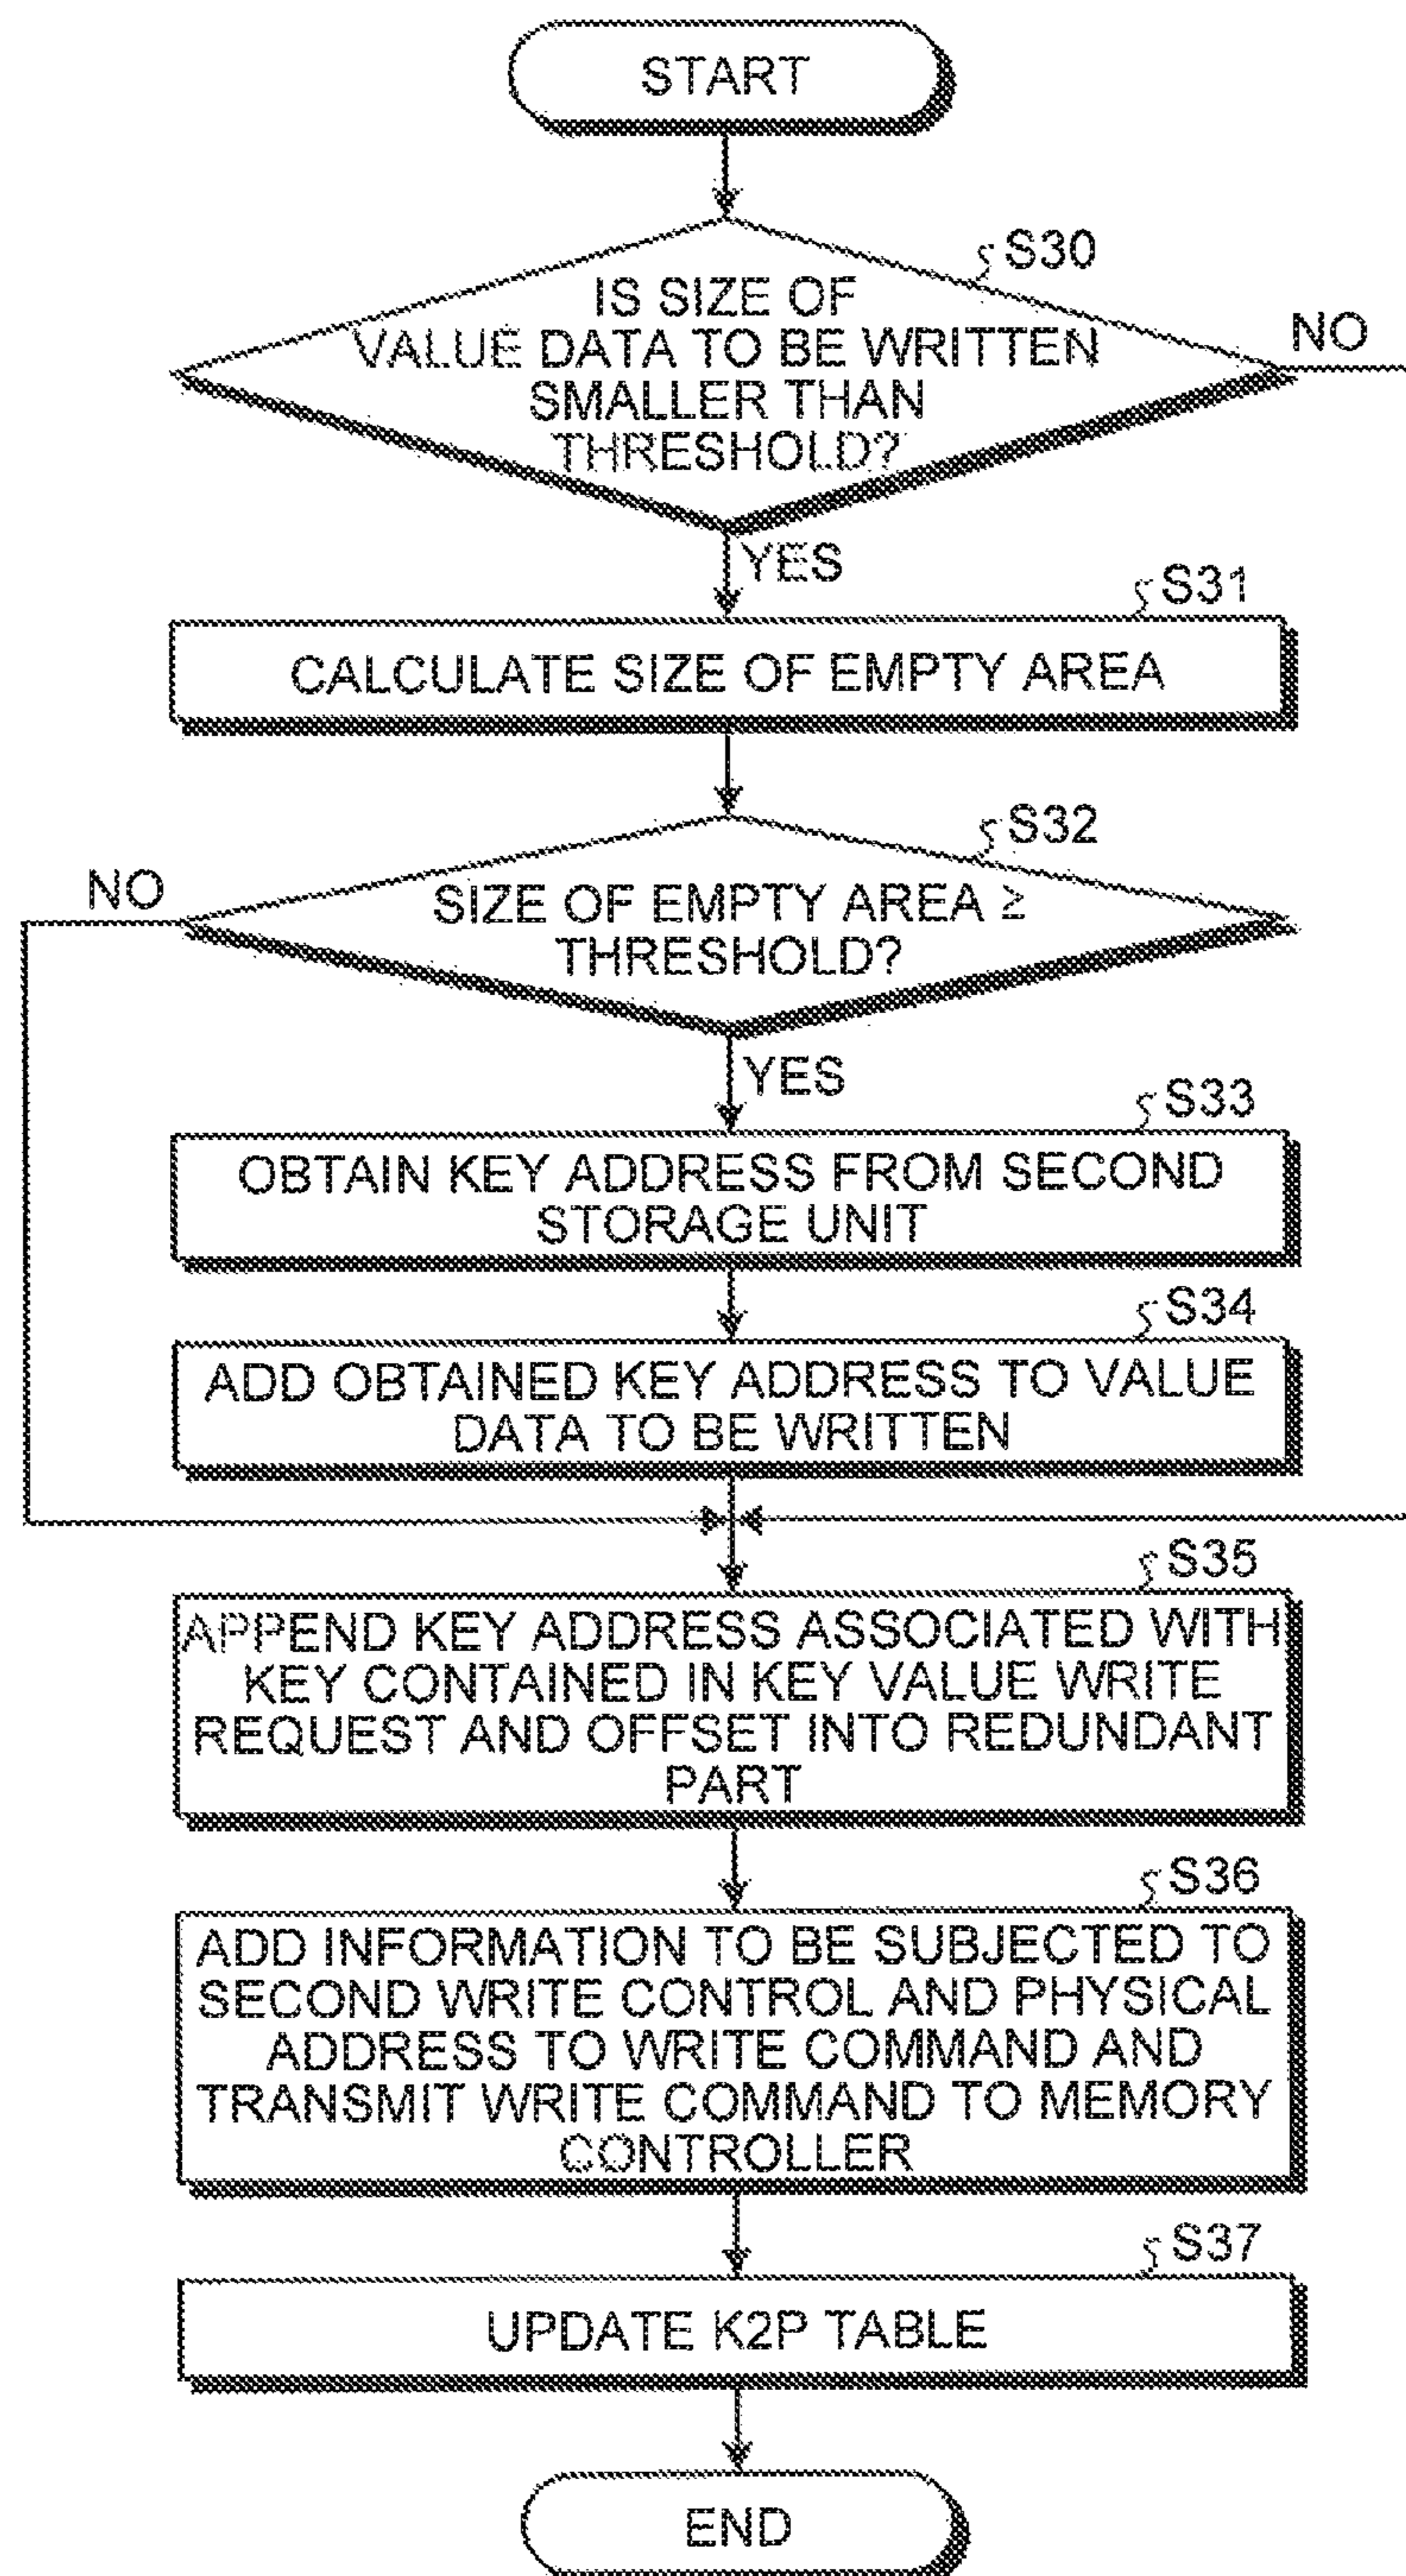 START
S30
IS SIZE OF
VALUE DATA TO BE WRITTEN
SMALLER THAN
THRESHOLD?
NO
YES
S31
CALCULATE SIZE OF EMPTY AREA
S32
NO
SIZE OF EMPTY AREA ≥
THRESHOLD?
YES
S33
OBTAIN KEY ADDRESS FROM SECOND
STORAGE UNIT
S34
ADD OBTAINED KEY ADDRESS TO VALUE
DATA TO BE WRITTEN
S35
APPEND KEY ADDRESS ASSOCIATED WITH
KEY CONTAINED IN KEY VALUE WRITE
REQUEST AND OFFSET INTO REDUNDANT
PART
S36
ADD INFORMATION TO BE SUBJECTED TO
SECOND WRITE CONTROL AND PHYSICAL
ADDRESS TO WRITE COMMAND AND
TRANSMIT WRITE COMMAND TO MEMORY
CONTROLLER
S37
UPDATE K2P TABLE
END